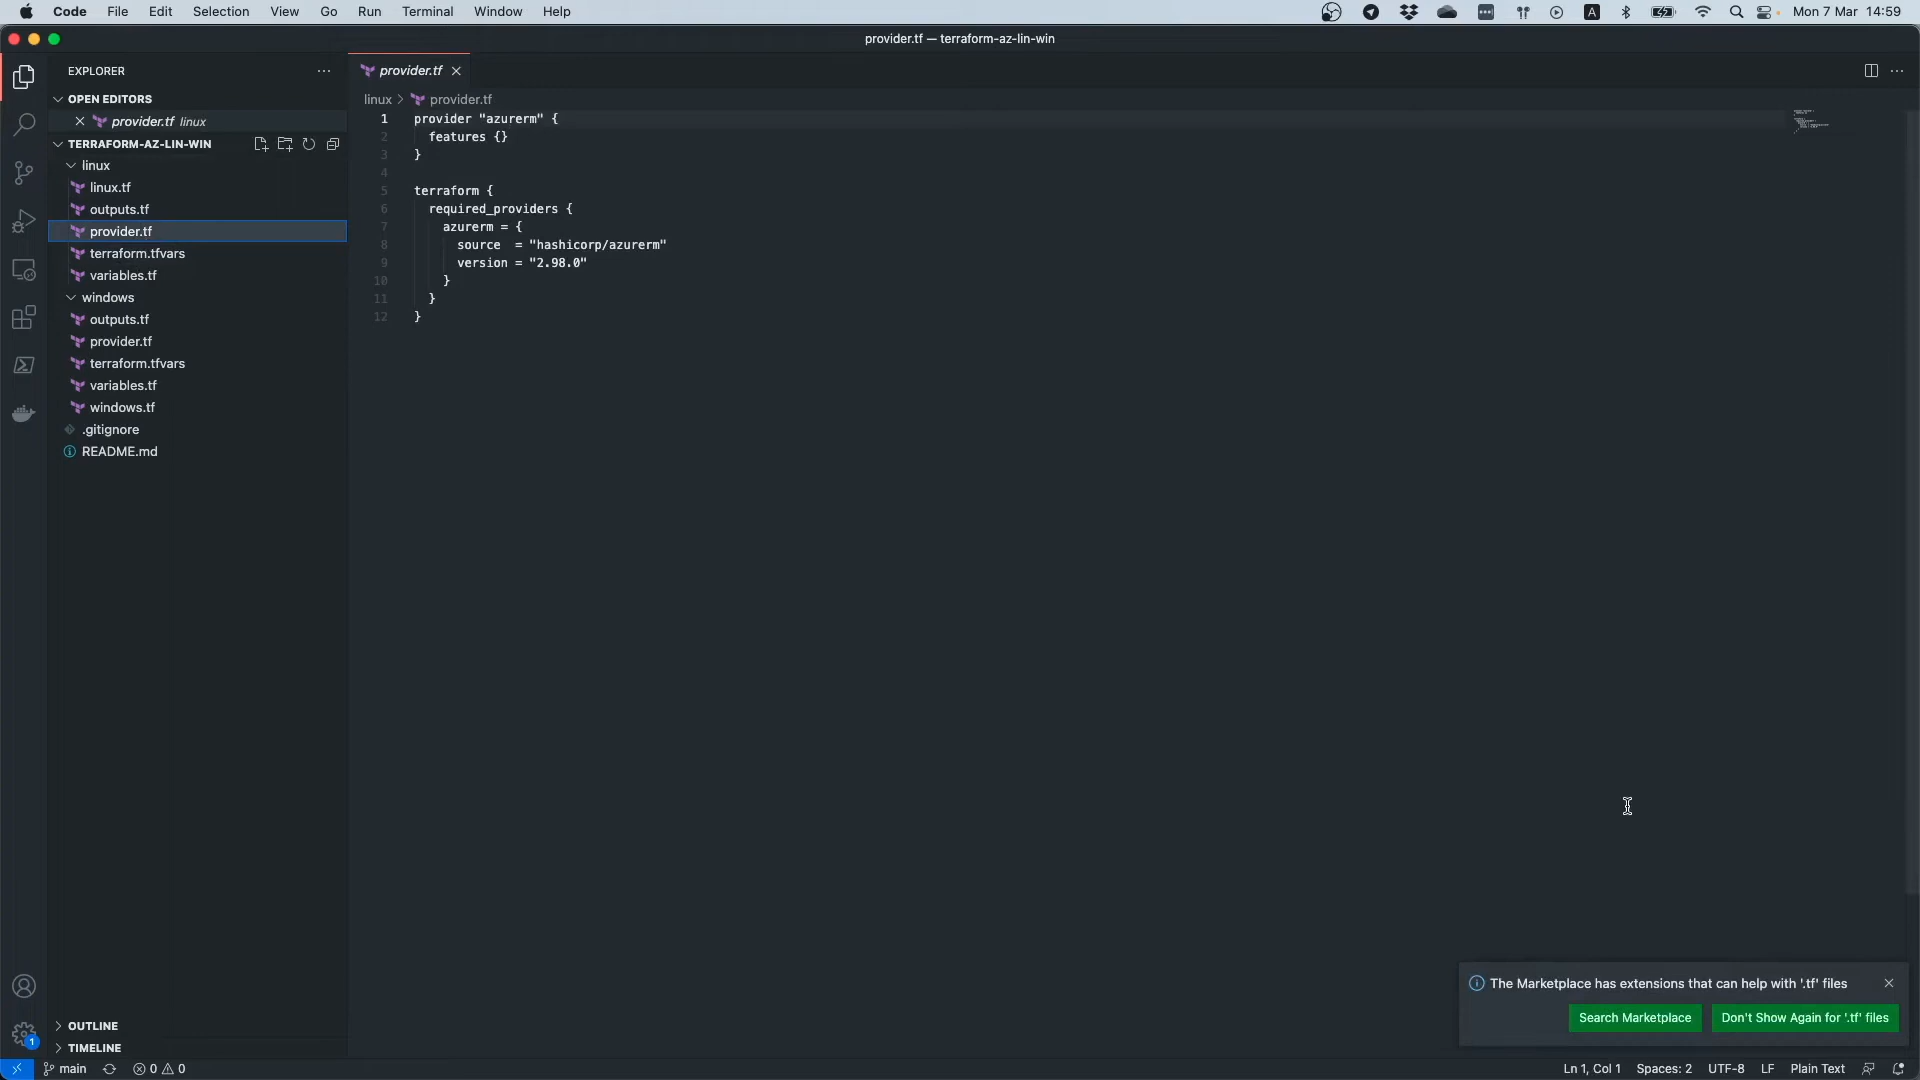 Code File Edit Selection View Go Run Terminal Window Help
A
Mon 7 Mar 14:59
provider.tf — terraform-az-lin-win
EXPLORER
OPEN EDITORS
provider.tf linux
TERRAFORM-AZ-LIN-WIN
linux
linux.tf
outputs.tf
provider.tf
terraform.tfvars
variables.tf
windows
outputs.tf
provider.tf
terraform.tfvars
variables.tf
windows.tf
.gitignore
README.md
OUTLINE
TIMELINE
provider.tf
linux > provider.tf
1 provider "azurerm" {
2 features {}
3 }
4
5 terraform {
6 required_providers {
7 azurerm = {
8 source  = "hashicorp/azurerm"
9 version = "2.98.0"
10 }
11 }
12 }
The Marketplace has extensions that can help with '.tf' files
Search Marketplace
Don't Show Again for '.tf' files
1
main
0 0
Ln 1, Col 1 Spaces: 2 UTF-8 LF Plain Text